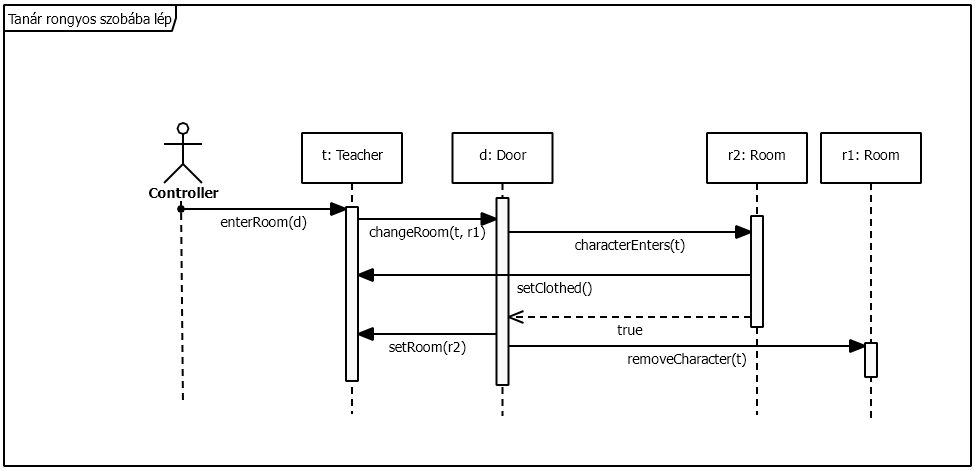 Tanár rongyos szobába lép
Controller
t: Teacher
d: Door
r2: Room
r1: Room
enterRoom(d)
changeRoom(t, r1)
characterEnters(t)
setClothed()
true
setRoom(r2)
removeCharacter(t)